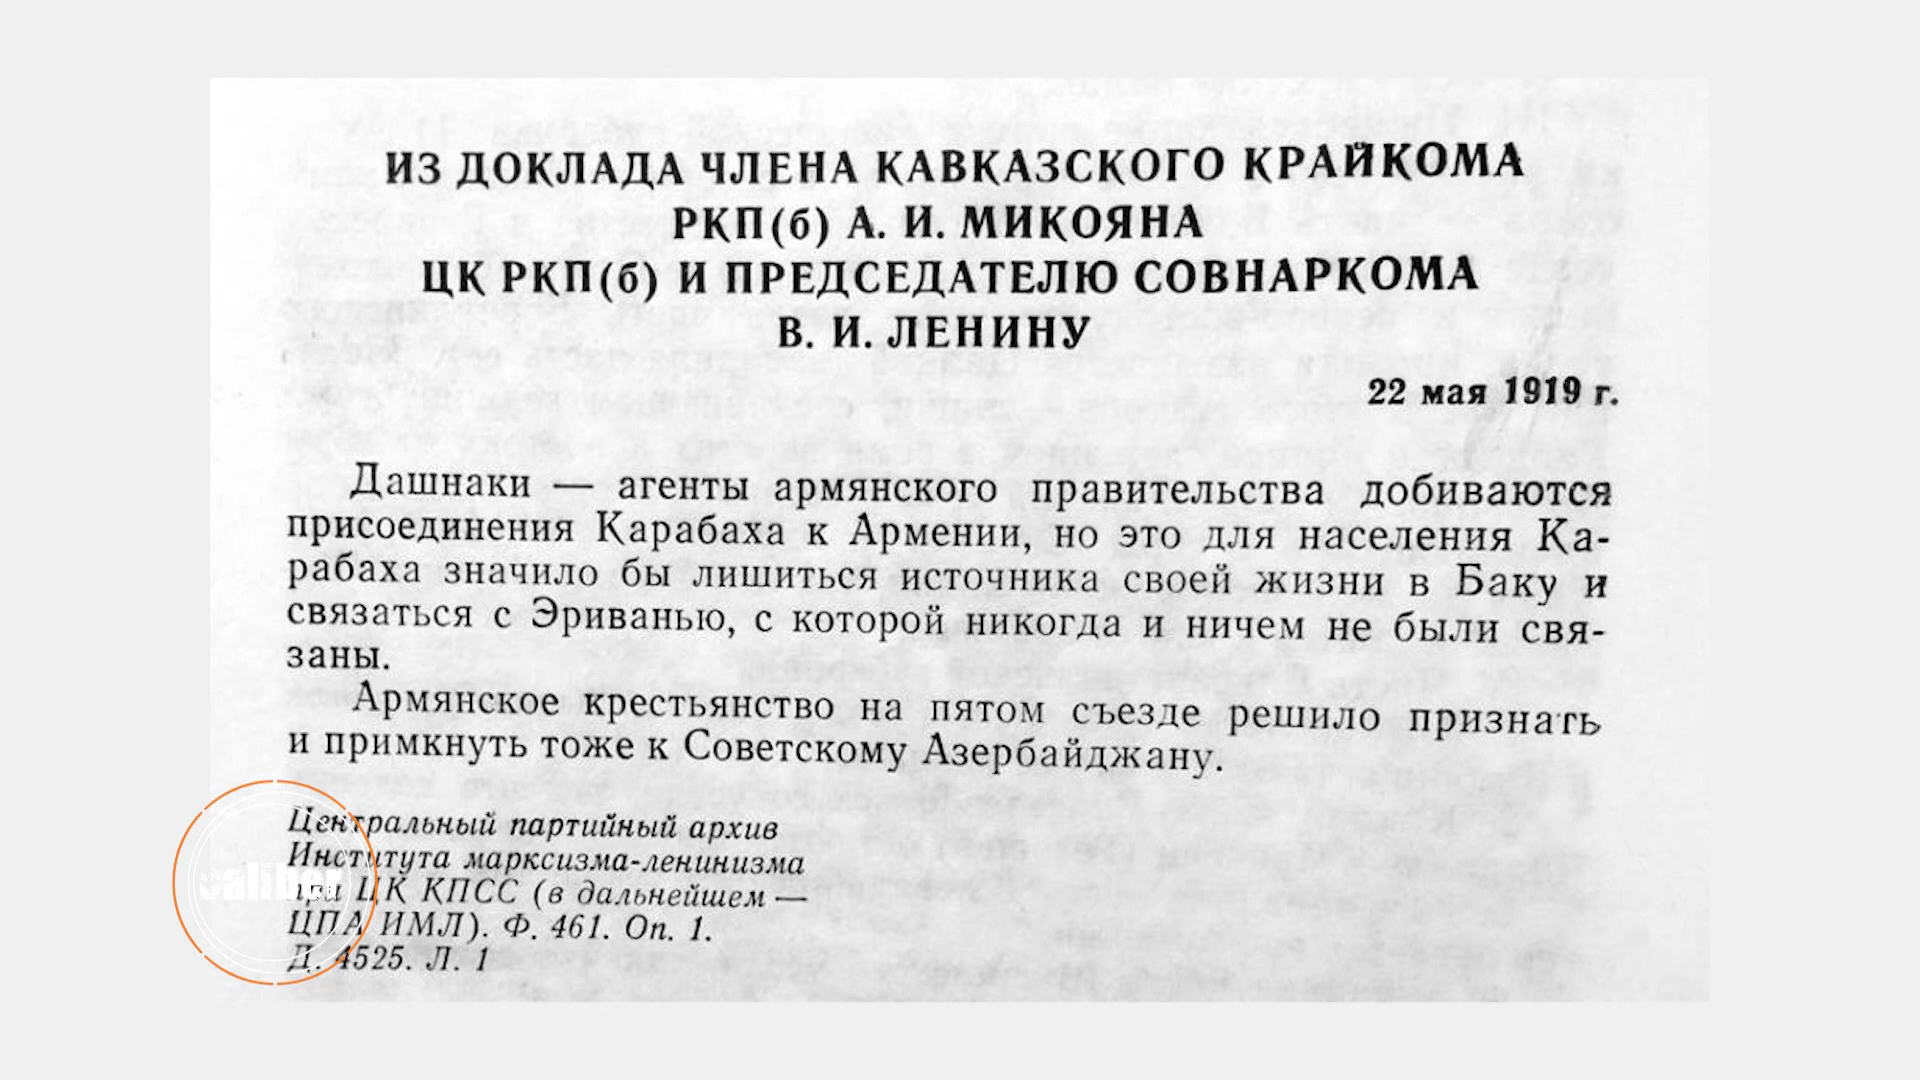 ИЗ ДОКЛАДА ЧЛЕНА КАВКАЗСКОГО КРАЙКОМА
РКП(б) А. И. МИКОЯНА
ЦК РКП(б) И ПРЕДСЕДАТЕЛЮ СОВНАРКОМА
В. И. ЛЕНИНУ
22 мая 1919 г.
Дашнаки — агенты армянского правительства добиваются
присоединения Карабаха к Армении, но это для населения Ка-
рабаха значило бы лишиться источника своей жизни в Баку и
связаться с Эриванью, с которой никогда и ничем не были свя-
заны.
Армянское крестьянство на пятом съезде решило признать
и примкнуть тоже к Советскому Азербайджану.
Центральный партийный архив
Института марксизма-ленинизма
при ЦК КПСС (в дальнейшем —
ЦПА ИМЛ). Ф. 461. Оп. 1.
Д. 4525. Л. 1
caliber